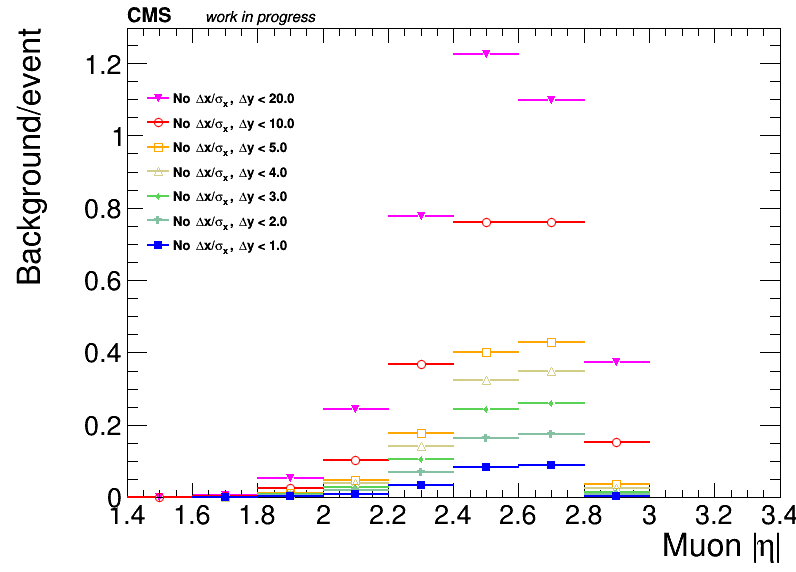 CMS work in progress
Background/event
1.2
1
0.8
0.6
0.4
0.2
0
No Δx/σx, Δy < 20.0
No Δx/σx, Δy < 10.0
No Δx/σx, Δy < 5.0
No Δx/σx, Δy < 4.0
No Δx/σx, Δy < 3.0
No Δx/σx, Δy < 2.0
No Δx/σx, Δy < 1.0
1.4 1.6 1.8 2 2.2 2.4 2.6 2.8 3 3.2 3.4
Muon |η|